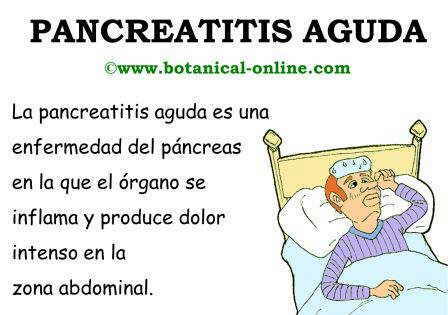 PANCREATITIS AGUDA
©www.botanical-online.com
La pancreatitis aguda es una
enfermedad del páncreas
en la que el órgano se
inflama y produce dolor
intenso en la
zona abdominal.